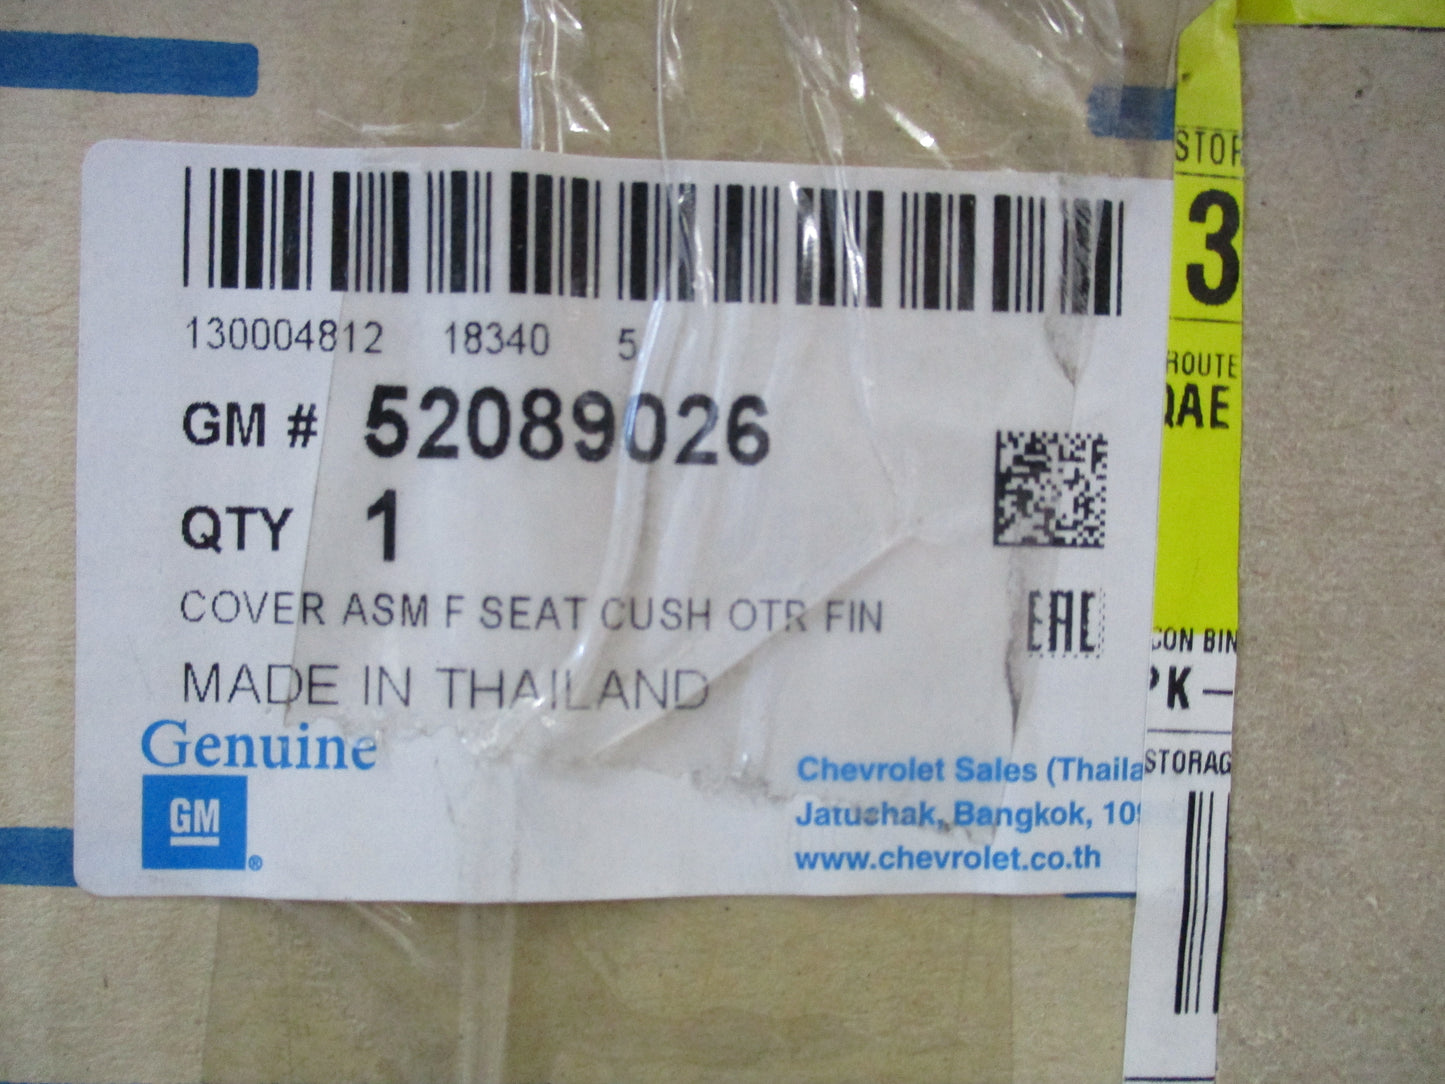 130004812 18340 5
GM # 52089026
QTY 1
COVER ASM F SEAT CUSH OTR FIN
MADE IN THAILAND
Genuine
GM
®
EAC
Chevrolet Sales (Thaila
Jatuchak, Bangkok, 109
www.chevrolet.co.th
STOP
3
ROUTE
QAE
CON BIN
PK –
STORAG